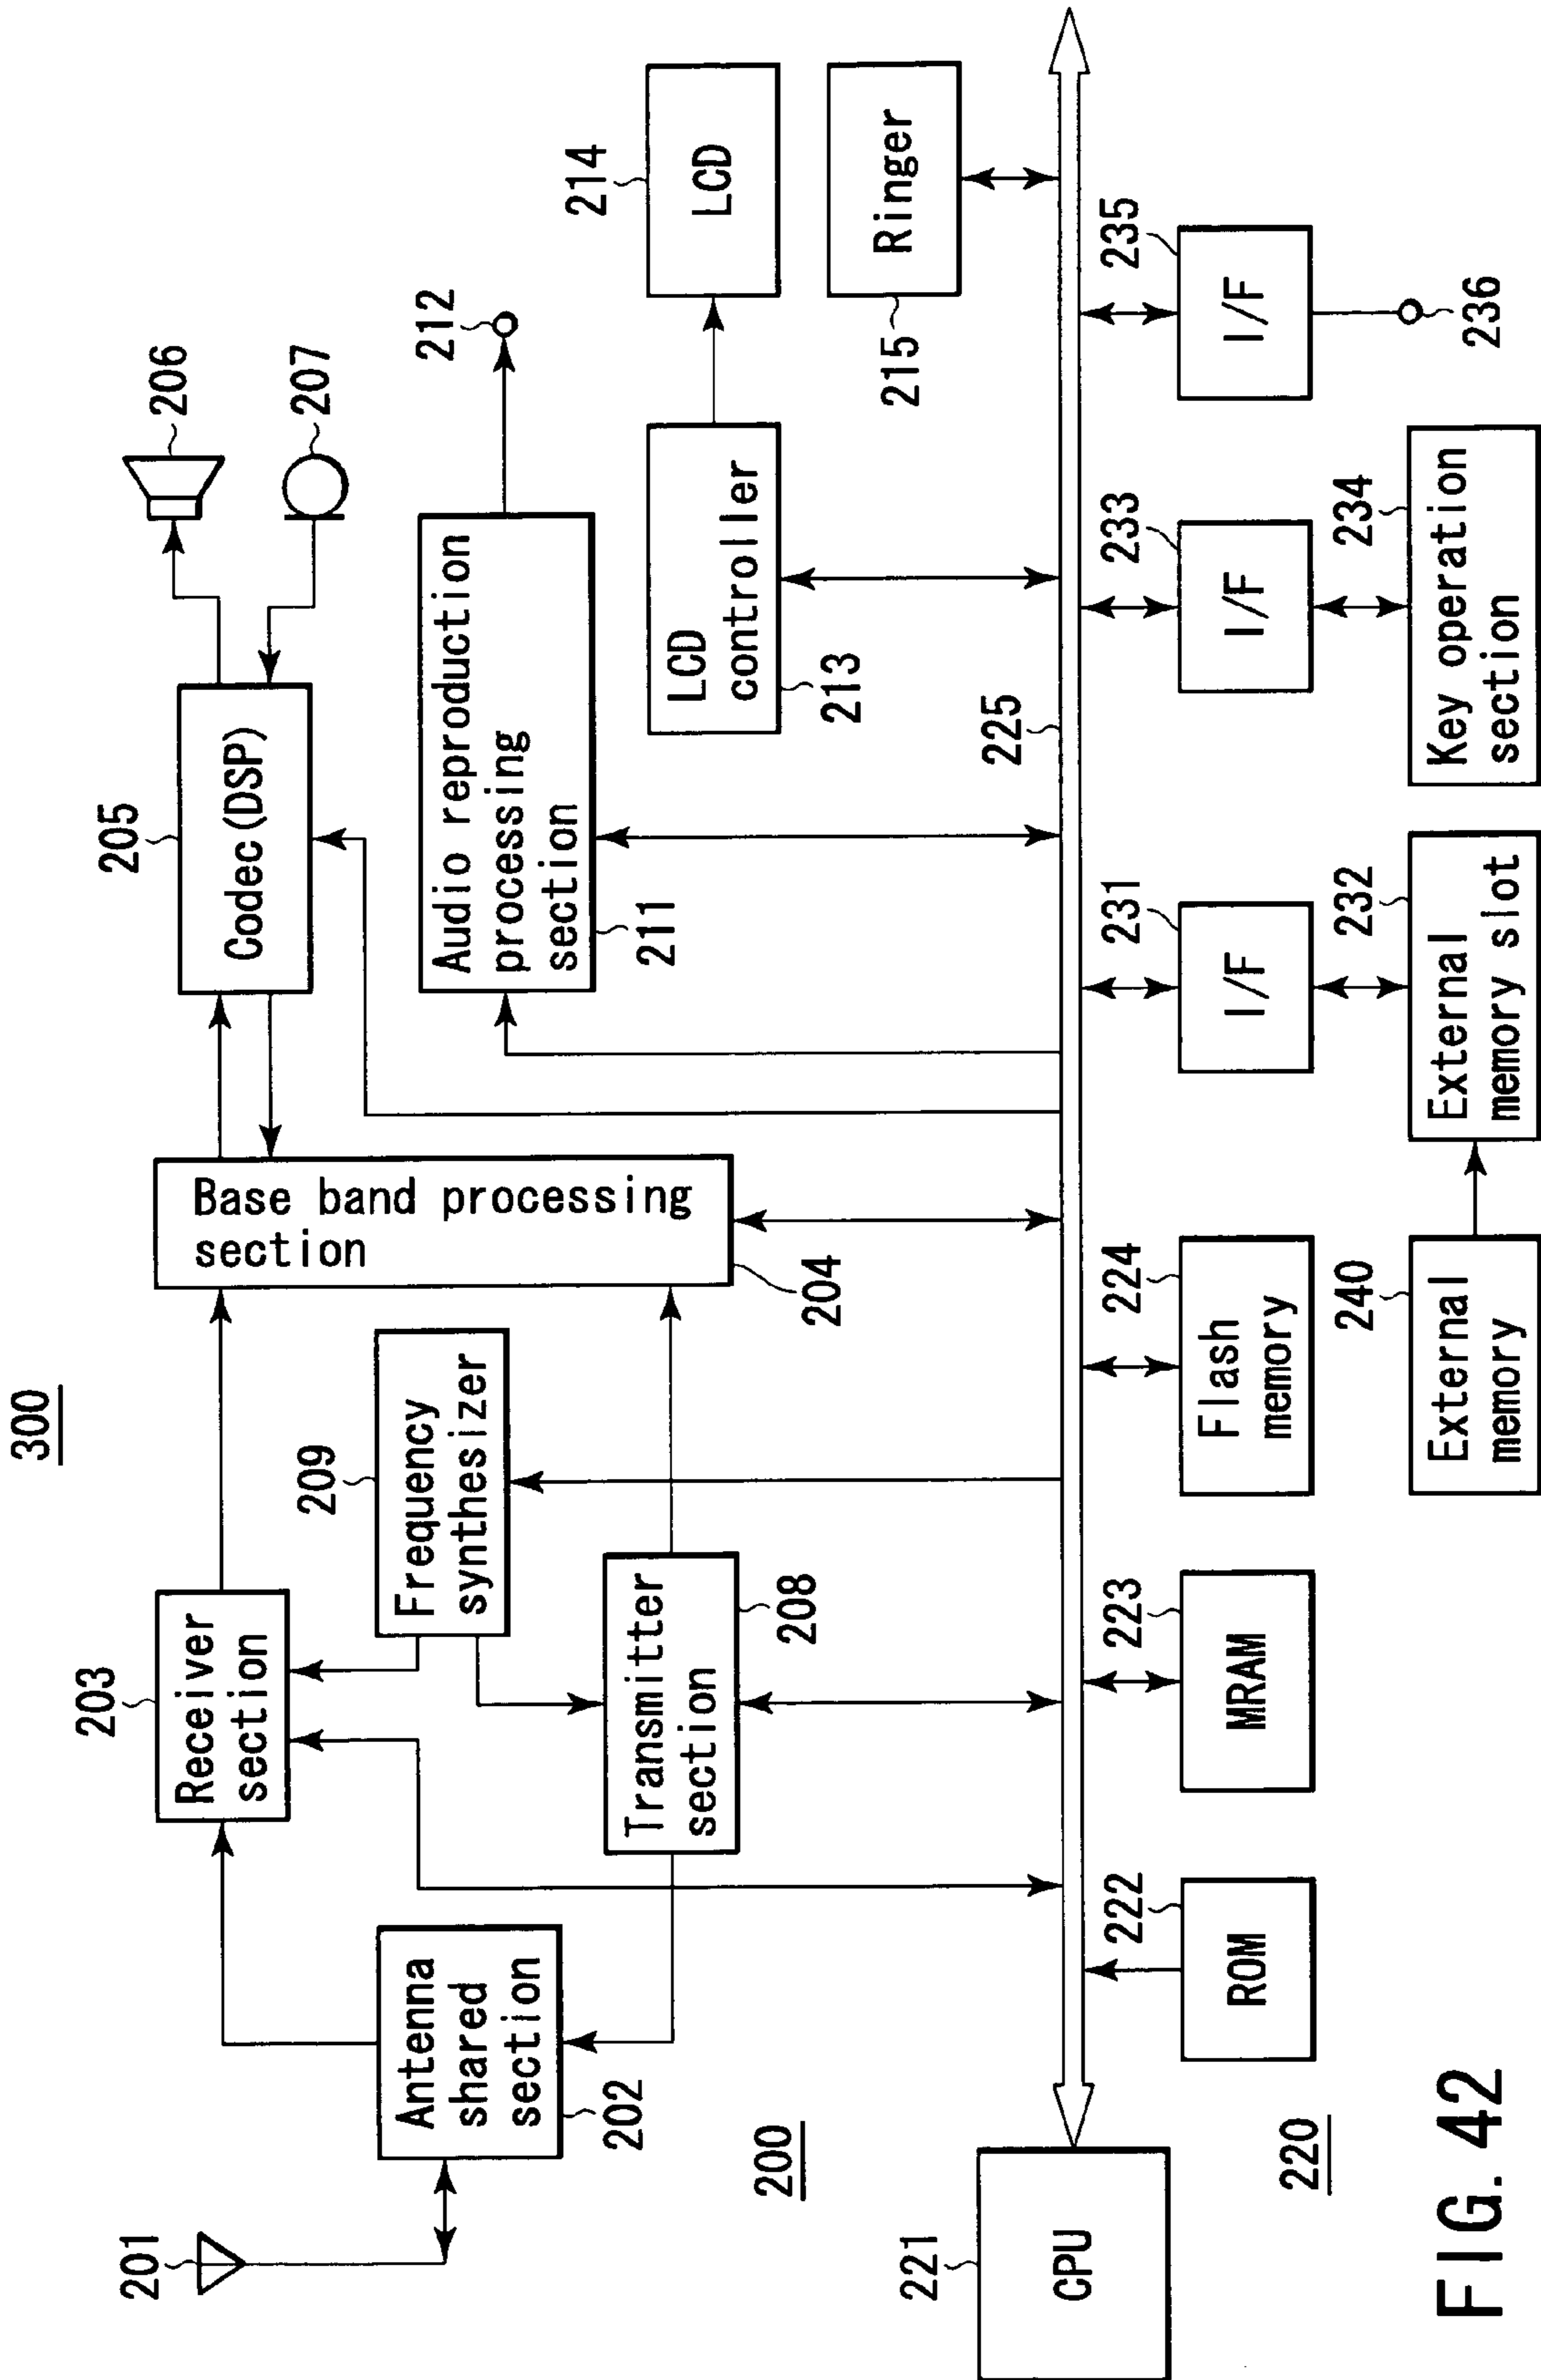 300
206
207
205
Codec(DSP)
203
Receiver
section
Base band processing
section
204
209
Frequency
synthesizer
201
Antenna
shared
section
202
Transmitter
section
208
Audio reproduction
processing
section
211
212
214
LCD
LCD
controller
213
Ringer
215
200
225
221
CPU
220
222
ROM
223
MRAM
224
Flash
memory
231
I/F
233
I/F
235
I/F
236
240
External
memory
232
External
memory slot
234
Key operation
section
FIG. 42